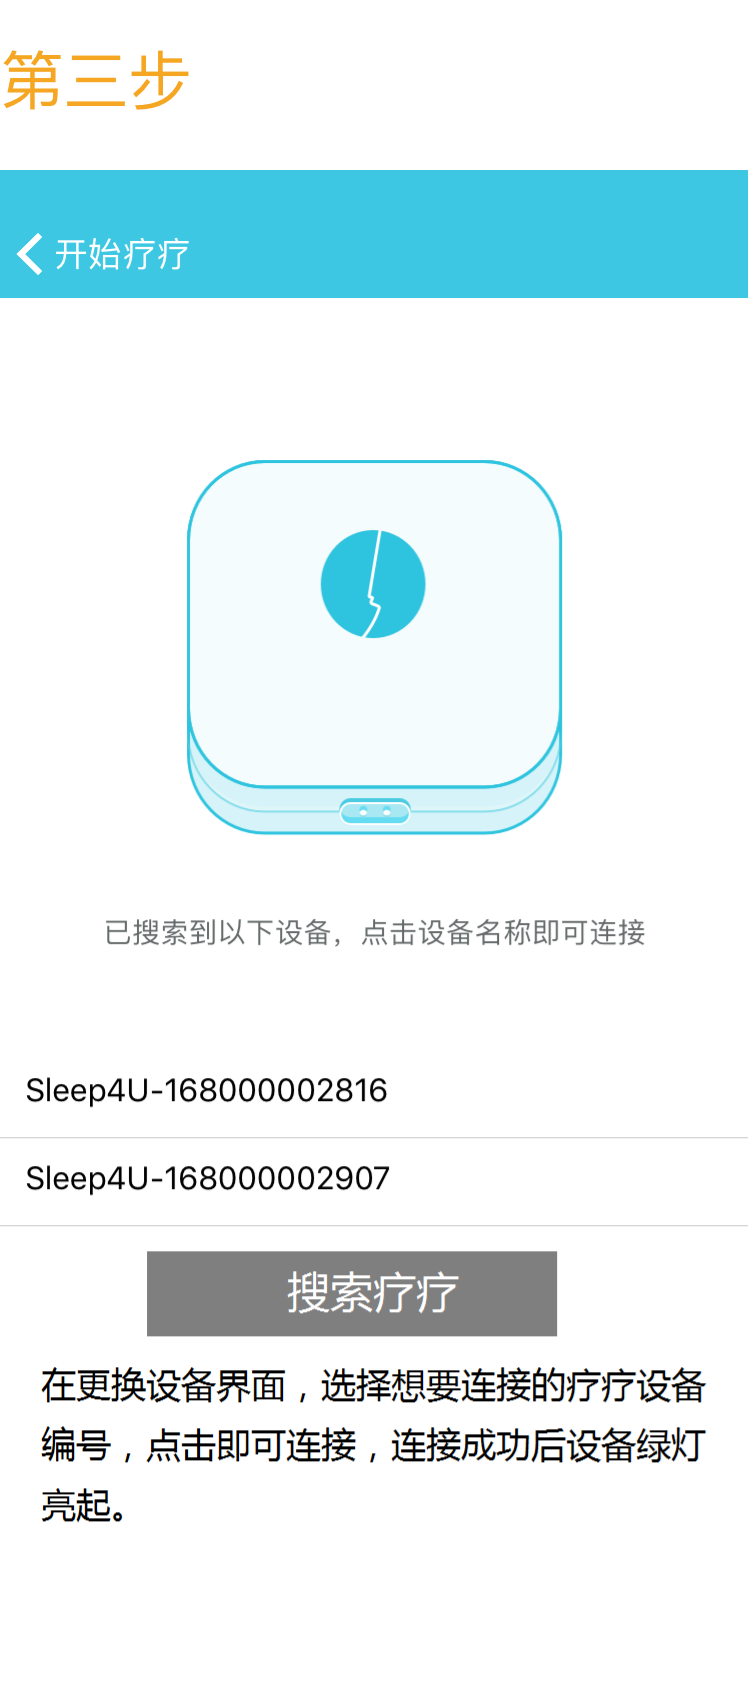 第三步
开始疗疗
已搜索到以下设备，点击设备名称即可连接
Sleep4U-168000002816
Sleep4U-168000002907
搜索疗疗
在更换设备界面，选择想要连接的疗疗设备
编号，点击即可连接，连接成功后设备绿灯
亮起。